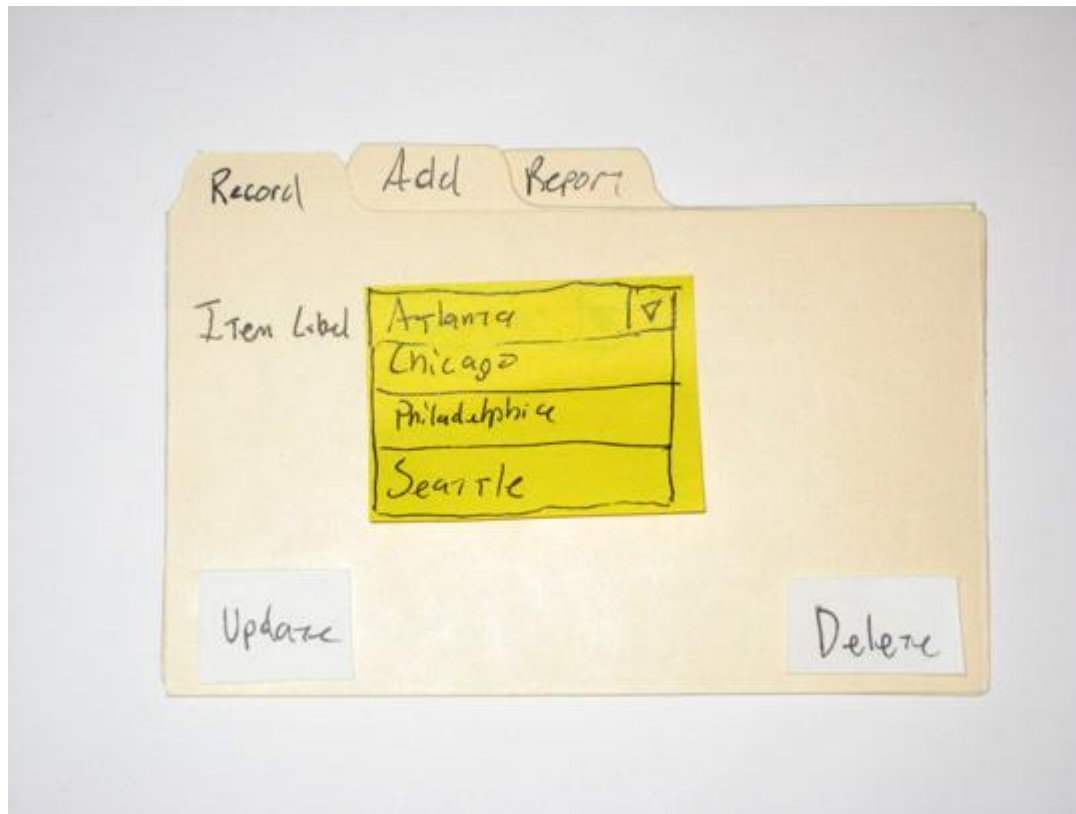 Record
Add
Report
Item Label
Atlanta
Chicago
Philadelphia
Seattle
Update
Delete